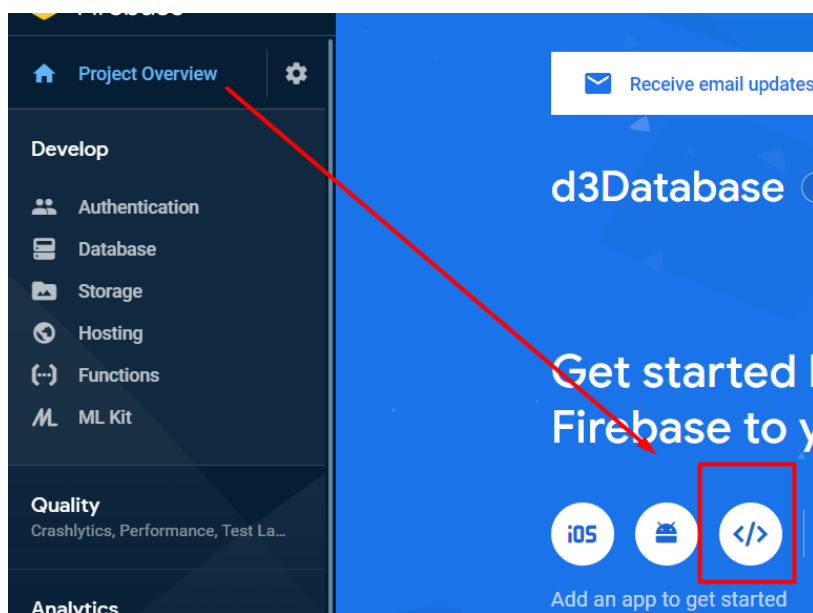 Project Overview
Develop
Authentication
Database
Storage
Hosting
Functions
ML Kit
Quality
Crashlytics, Performance, Test La...
Analytics
Receive email updates
d3Database
Get started
Firebase to
iOS
</>
Add an app to get started